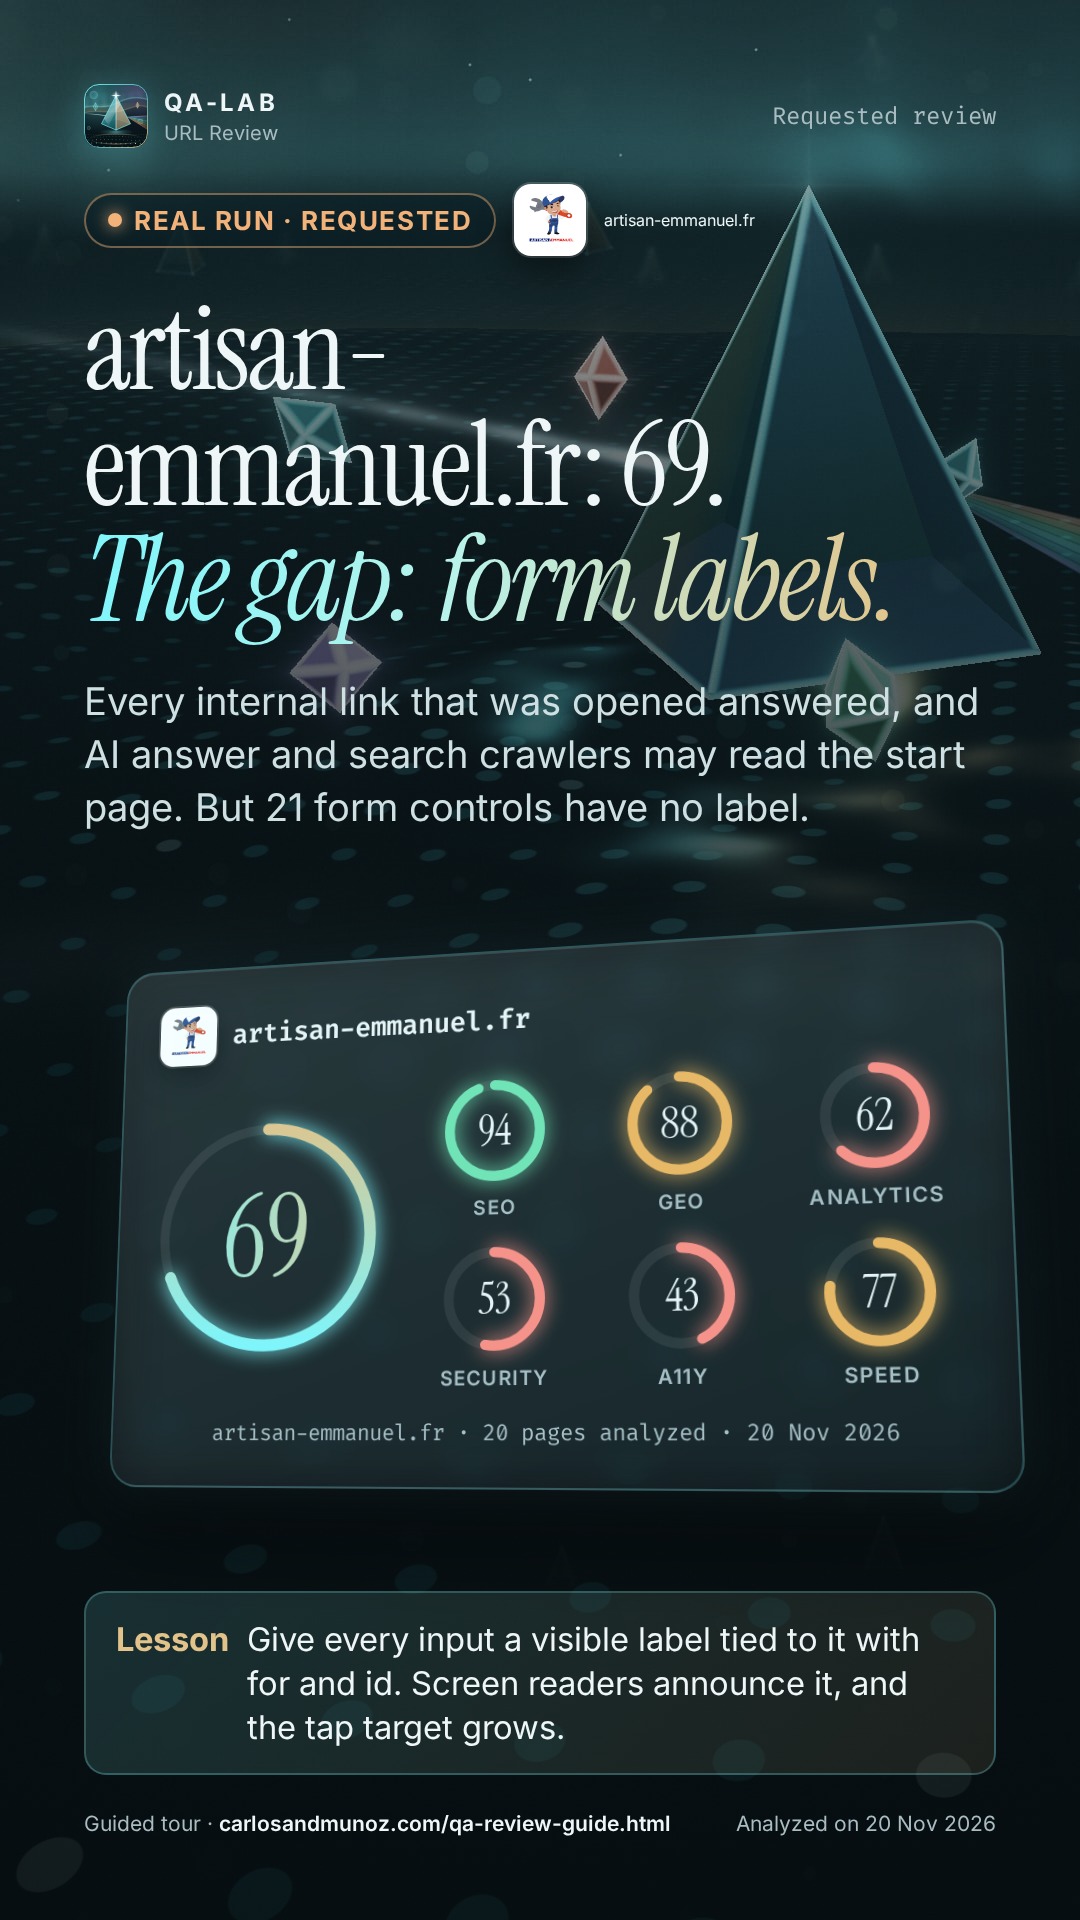 QA-LAB
URL Review
Requested review
REAL RUN · REQUESTED
artisan-emmanuel.fr
artisan-
emmanuel.fr: 69.
The gap: form labels.
Every internal link that was opened answered, and
AI answer and search crawlers may read the start
page. But 21 form controls have no label.
artisan-emmanuel.fr
69
94
88
62
SEO
GEO
ANALYTICS
53
43
77
SECURITY
A11Y
SPEED
artisan-emmanuel.fr · 20 pages analyzed · 20 Nov 2026
Lesson Give every input a visible label tied to it with
for and id. Screen readers announce it, and
the tap target grows.
Guided tour · carlosandmunoz.com/qa-review-guide.html
Analyzed on 20 Nov 2026